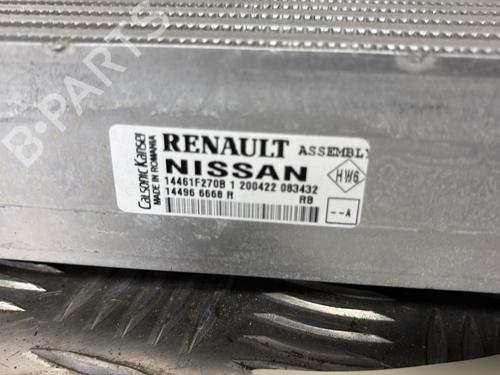 B-PARTS
CalsonicKansei
MADE IN ROMANIA
RENAULT ASSEMBLY
NISSAN
14461F270B 1 200422 083432
14496 6668 R RB
HW6
--A